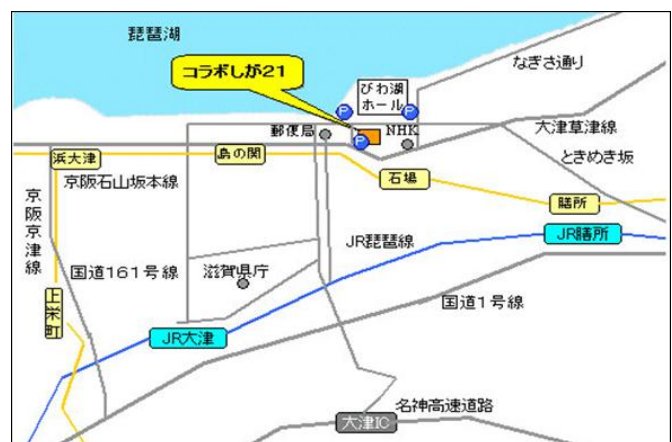 琵琶湖
コラボしが21
なぎさ通り
びわ湖
ホール
P
P
P
郵便局
NHK
大津草津線
ときめき坂
浜大津
島の関
石場
膳所
京阪石山坂本線
京阪京津線
JR琵琶線
JR膳所
国道161号線
滋賀県庁
上栄町
国道1号線
JR大津
名神高速道路
大津IC